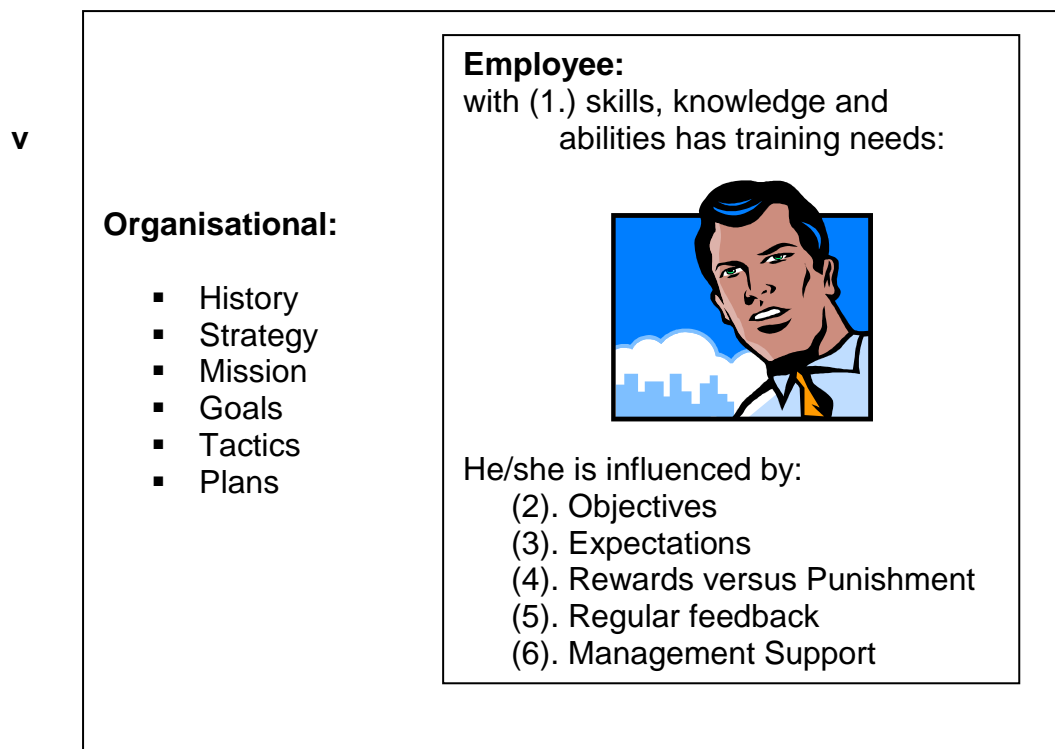 v
Organisational:
▪ History
▪ Strategy
▪ Mission
▪ Goals
▪ Tactics
▪ Plans
Employee:
with (1.) skills, knowledge and
abilities has training needs:
He/she is influenced by:
(2). Objectives
(3). Expectations
(4). Rewards versus Punishment
(5). Regular feedback
(6). Management Support